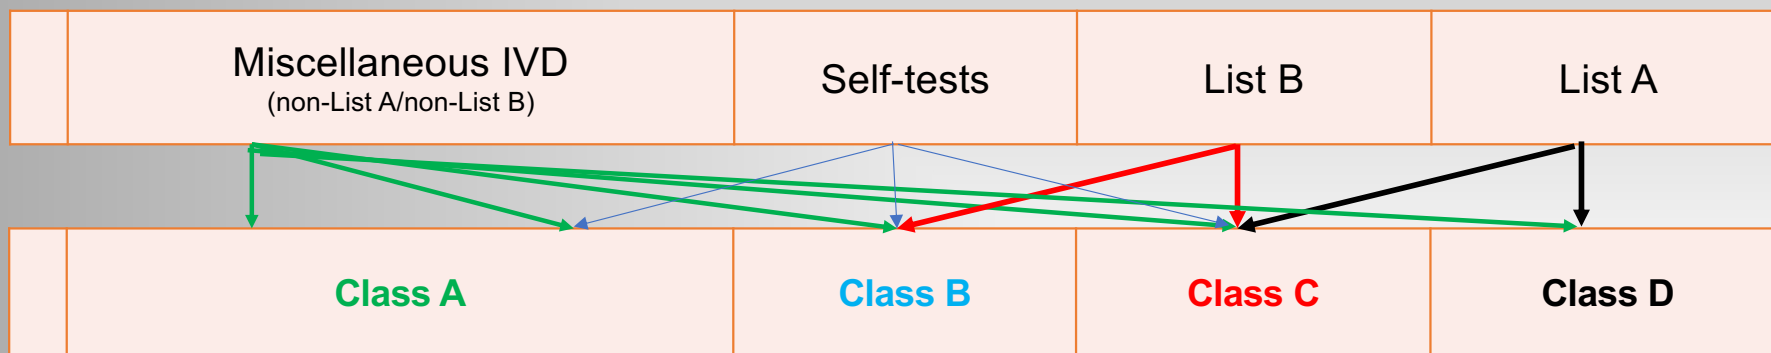 Miscellaneous IVD
(non-List A/non-List B)
Self-tests
List B
List A
Class A
Class B
Class C
Class D